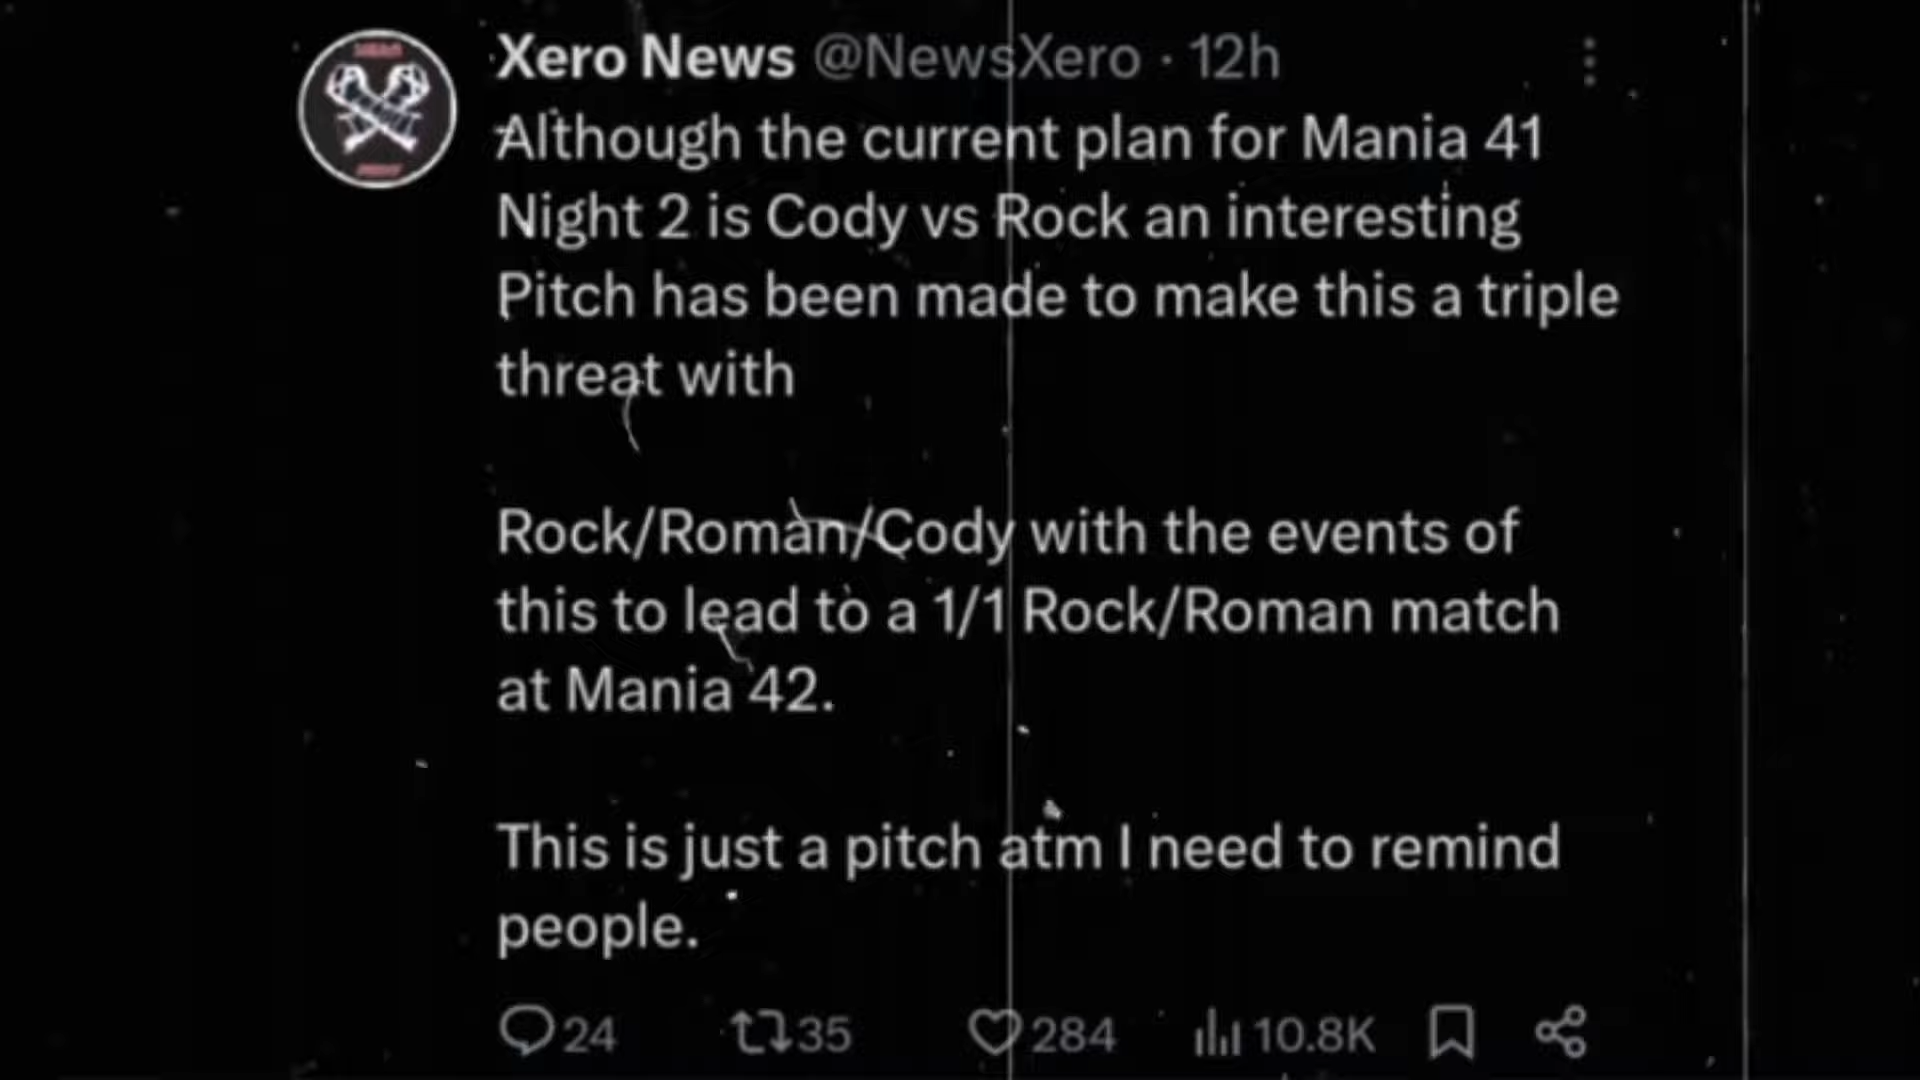 Xero News @NewsXero · 12h
Although the current plan for Mania 41
Night 2 is Cody vs Rock an interesting
Pitch has been made to make this a triple
threat with
Rock/Roman/Cody with the events of
this to lead to a 1/1 Rock/Roman match
at Mania 42.
This is just a pitch atm I need to remind
people.
24 35 284 10.8K